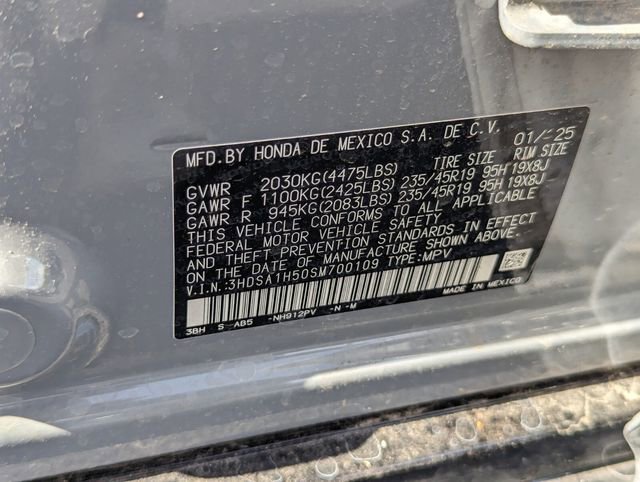 MFD.BY HONDA DE MEXICO S.A. DE C.V. 01/25
TIRE SIZE RIM SIZE
GVWR 2030KG(4475LBS)
GAWR F 1100KG(2425LBS) 235/45R19 95H 19X8J
GAWR R 945KG(2083LBS) 235/45R19 95H 19X8J
THIS VEHICLE CONFORMS TO ALL APPLICABLE
FEDERAL MOTOR VEHICLE SAFETY
AND THEFT PREVENTION STANDARDS IN EFFECT
ON THE DATE OF MANUFACTURE SHOWN ABOVE.
V.I.N.:3HDSA1H50SM700109 TYPE:MPV
MADE IN MEXICO
3BH S-AB5 -NH912PV -N -M